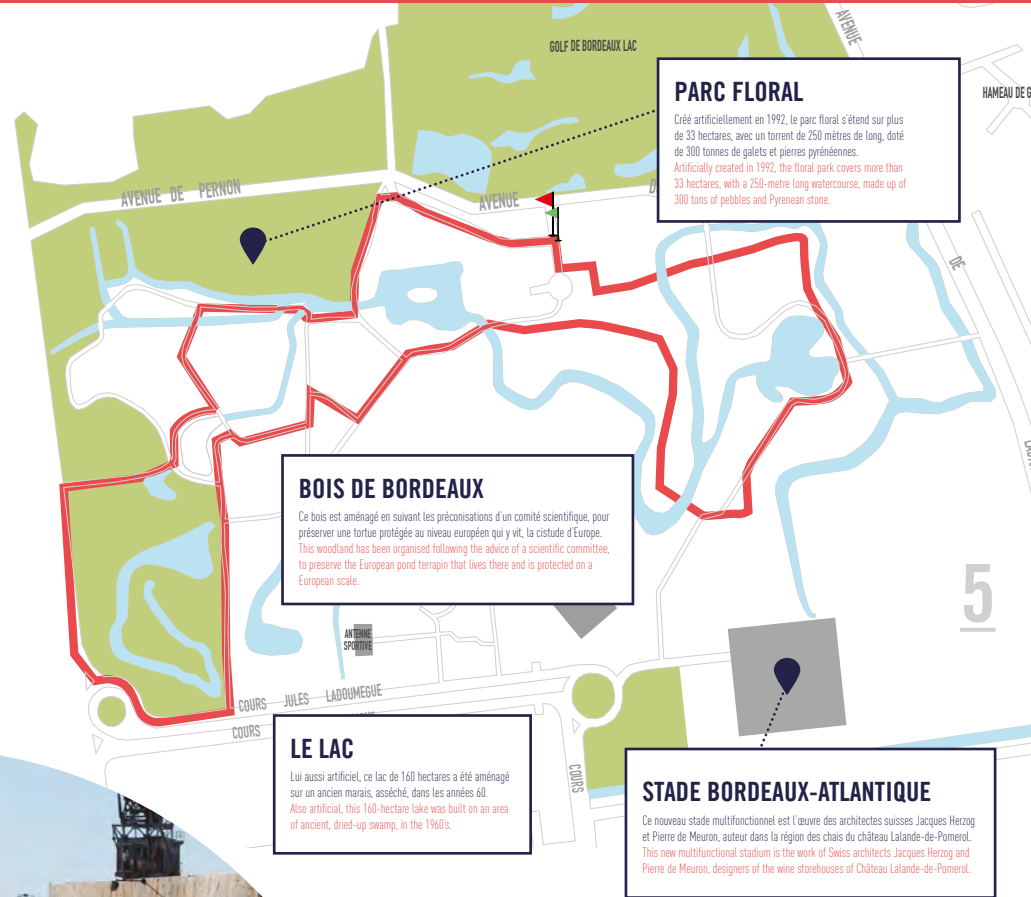 GOLF DE BORDEAUX LAC
AVENUE
HAMEAU DE G
PARC FLORAL
Créé artificiellement en 1992, le parc floral s'étend sur plus
de 33 hectares, avec un torrent de 250 mètres de long, doté
de 300 tonnes de galets et pierres pyrénéennes.
Artificially created in 1992, the floral park covers more than
33 hectares, with a 250-metre long watercourse, made up of
300 tons of pebbles and Pyrenean stone.
AVENUE DE PERNON
AVENUE
D
DE
BOIS DE BORDEAUX
Ce bois est aménagé en suivant les préconisations d'un comité scientifique, pour
préserver une tortue protégée au niveau européen qui y vit, la cistude d'Europe.
This woodland has been organised following the advice of a scientific committee,
to preserve the European pond terrapin that lives there and is protected on a
European scale.
5
ANTENNE
SPORTIVE
COURS JULES LADOUMEGUE
COURS
COURS
LE LAC
Lui aussi artificiel, ce lac de 160 hectares a été aménagé
sur un ancien marais, asséché, dans les années 60.
Also artificial, this 160-hectare lake was built on an area
of ancient, dried-up swamp, in the 1960's.
STADE BORDEAUX-ATLANTIQUE
Ce nouveau stade multifonctionnel est l'œuvre des architectes suisses Jacques Herzog
et Pierre de Meuron, auteur dans la région des chais du château Lalande-de-Pomerol.
This new multifunctional stadium is the work of Swiss architects Jacques Herzog and
Pierre de Meuron, designers of the wine storehouses of Château Lalande-de-Pomerol.